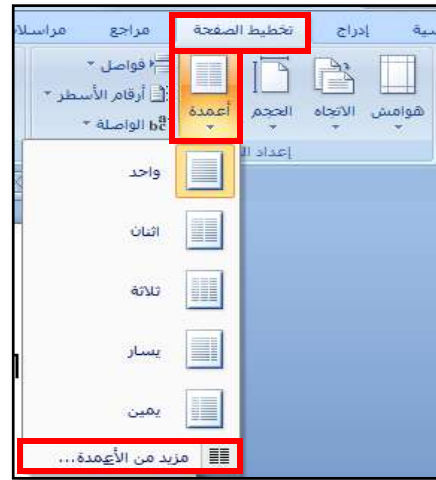 إدراج تخطيط الصفحة مراجع
هوامش الاتجاه الحجم أعمدة
فواصل
أرقام الأسطر
الواصلة
واحد
اثنان
ثلاثة
يسار
يمين
مزيد من الأعمدة...